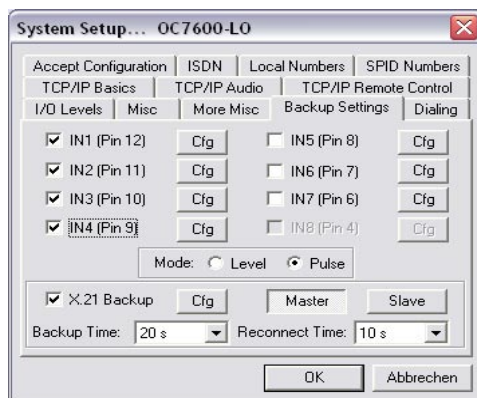 System Setup... OC7600-LO
Accept Configuration ISDN Local Numbers SPID Numbers
TCP/IP Basics TCP/IP Audio TCP/IP Remote Control
I/O Levels Misc More Misc Backup Settings Dialing
IN1 (Pin 12) Cfg IN5 (Pin 8) Cfg
IN2 (Pin 11) Cfg IN6 (Pin 7) Cfg
IN3 (Pin 10) Cfg IN7 (Pin 6) Cfg
IN4 (Pin 9) Cfg IN8 (Pin 4) Cfg
Mode: Level Pulse
X.21 Backup Cfg Master Slave
Backup Time: 20 s Reconnect Time: 10 s
OK Abbrechen